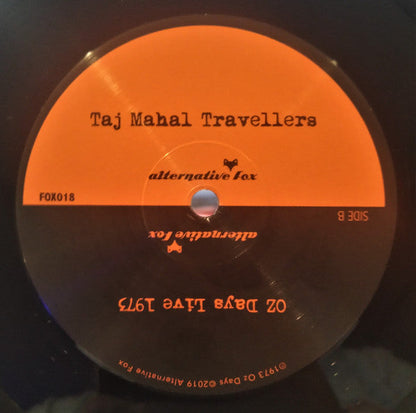 Taj Mahal Travellers
alternative fox
FOX018
SIDE B
alternative fox
OZ Days Live 1973
℗1973 Oz Days ©2019 Alternative Fox